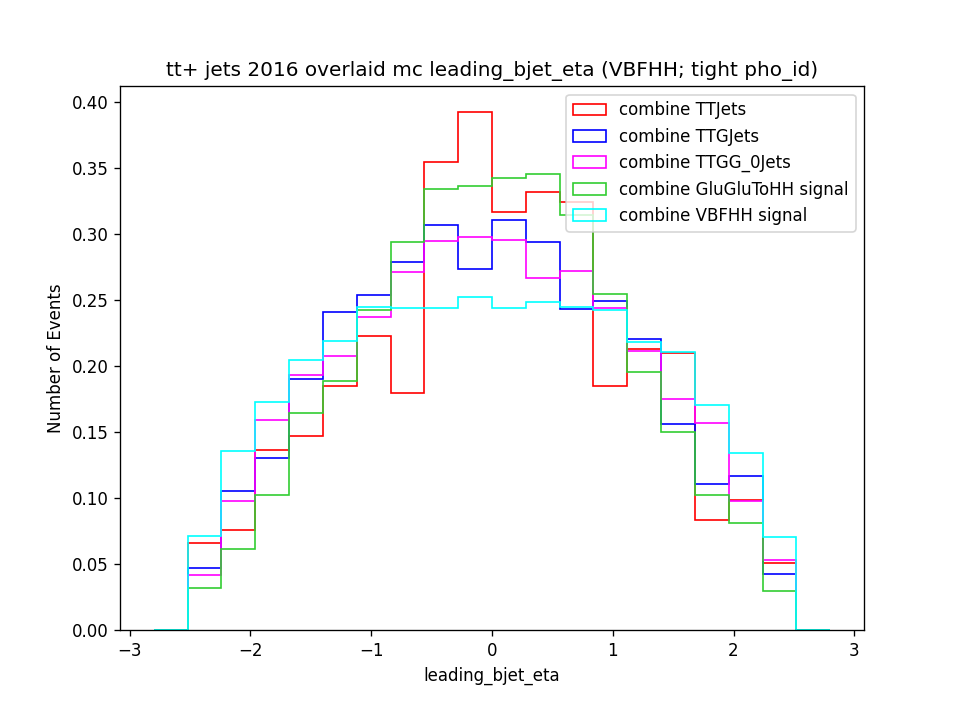 tt+ jets 2016 overlaid mc leading_bjet_eta (VBFHH; tight pho_id)
combine TTJets
combine TTGJets
combine TTGG_0Jets
combine GluGluToHH signal
combine VBFHH signal
Number of Events
0.40
0.35
0.30
0.25
0.20
0.15
0.10
0.05
0.00
−3 −2 −1 0 1 2 3
leading_bjet_eta